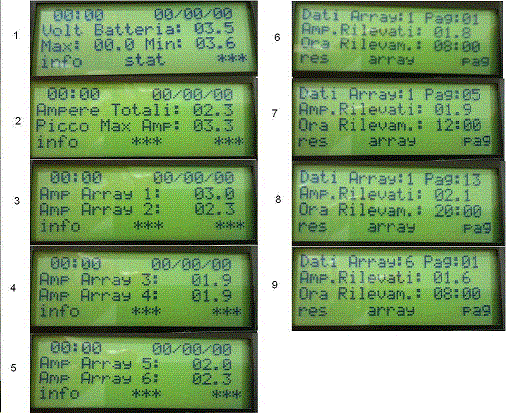 1
00:00 00/00/00
Volt Batteria: 03.5
Max: 00.0 Min: 03.6
info stat ***
2
00:00 00/00/00
Ampere Totali: 02.3
Picco Max Amp: 03.3
info *** ***
3
00:00 00/00/00
Amp Array 1: 03.0
Amp Array 2: 02.3
info *** ***
4
00:00 00/00/00
Amp Array 3: 01.9
Amp Array 4: 01.9
info *** ***
5
00:00 00/00/00
Amp Array 5: 02.0
Amp Array 6: 02.3
info *** ***
6
Dati Array:1 Pag:01
Amp.Rilevati: 01.8
Ora Rilevam.: 08:00
res array pag
7
Dati Array:1 Pag:05
Amp.Rilevati: 01.9
Ora Rilevam.: 12:00
res array pag
8
Dati Array:1 Pag:13
Amp.Rilevati: 02.1
Ora Rilevam.: 20:00
res array pag
9
Dati Array:6 Pag:01
Amp.Rilevati: 01.6
Ora Rilevam.: 08:00
res array pag